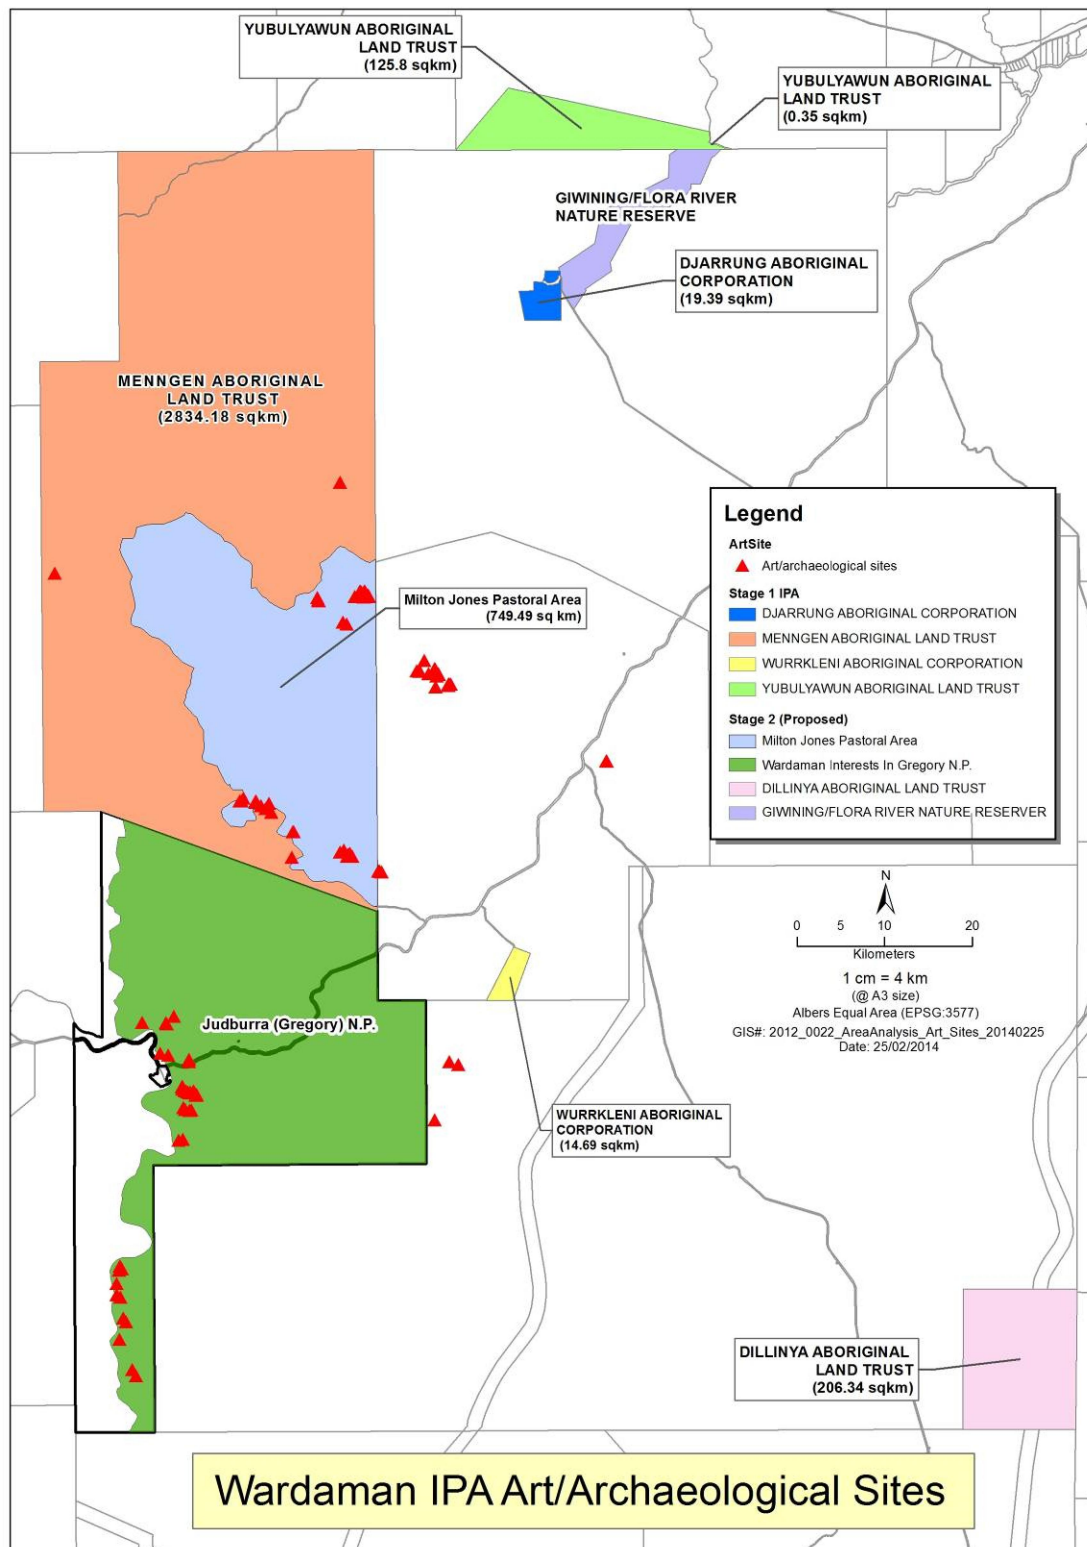 YUBULYAWUN ABORIGINAL
LAND TRUST
(125.8 sqkm)
YUBULYAWUN ABORIGINAL
LAND TRUST
(0.35 sqkm)
GIWINING/FLORA RIVER
NATURE RESERVE
DJARRUNG ABORIGINAL
CORPORATION
(19.39 sqkm)
MENNGEN ABORIGINAL
LAND TRUST
(2834.18 sqkm)
Milton Jones Pastoral Area
(749.49 sq km)
Legend
ArtSite
Art/archaeological sites
Stage 1 IPA
DJARRUNG ABORIGINAL CORPORATION
MENNGEN ABORIGINAL LAND TRUST
WURRKLENI ABORIGINAL CORPORATION
YUBULYAWUN ABORIGINAL LAND TRUST
Stage 2 (Proposed)
Milton Jones Pastoral Area
Wardaman Interests In Gregory N.P.
DILLINYA ABORIGINAL LAND TRUST
GIWINING/FLORA RIVER NATURE RESERVER
N
0 5 10 20
Kilometers
1 cm = 4 km
(@ A3 size)
Albers Equal Area (EPSG:3577)
GIS#: 2012_0022_AreaAnalysis_Art_Sites_20140225
Date: 25/02/2014
Judburra (Gregory) N.P.
WURRKLENI ABORIGINAL
CORPORATION
(14.69 sqkm)
DILLINYA ABORIGINAL
LAND TRUST
(206.34 sqkm)
Wardaman IPA Art/Archaeological Sites